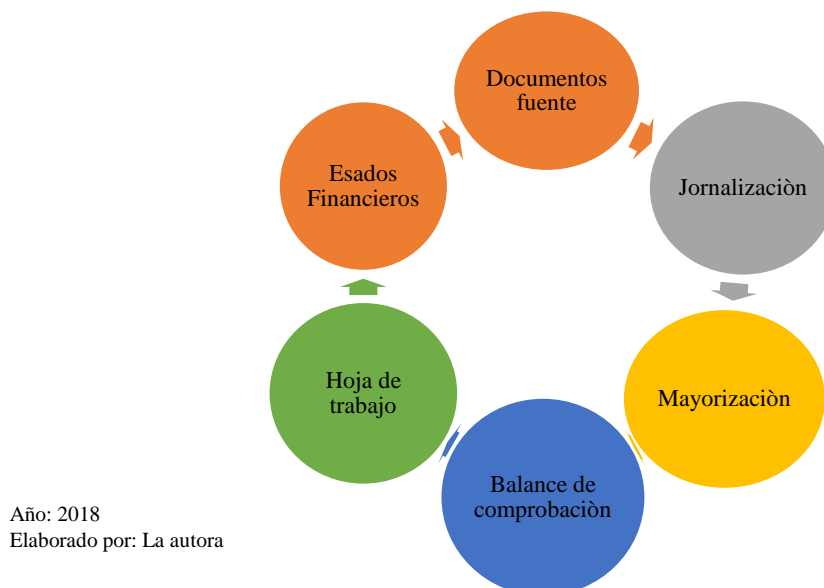 Documentos
fuente
Jornalizaciòn
Mayorizaciòn
Balance de
comprobaciòn
Hoja de
trabajo
Esados
Financieros
Año: 2018
Elaborado por: La autora